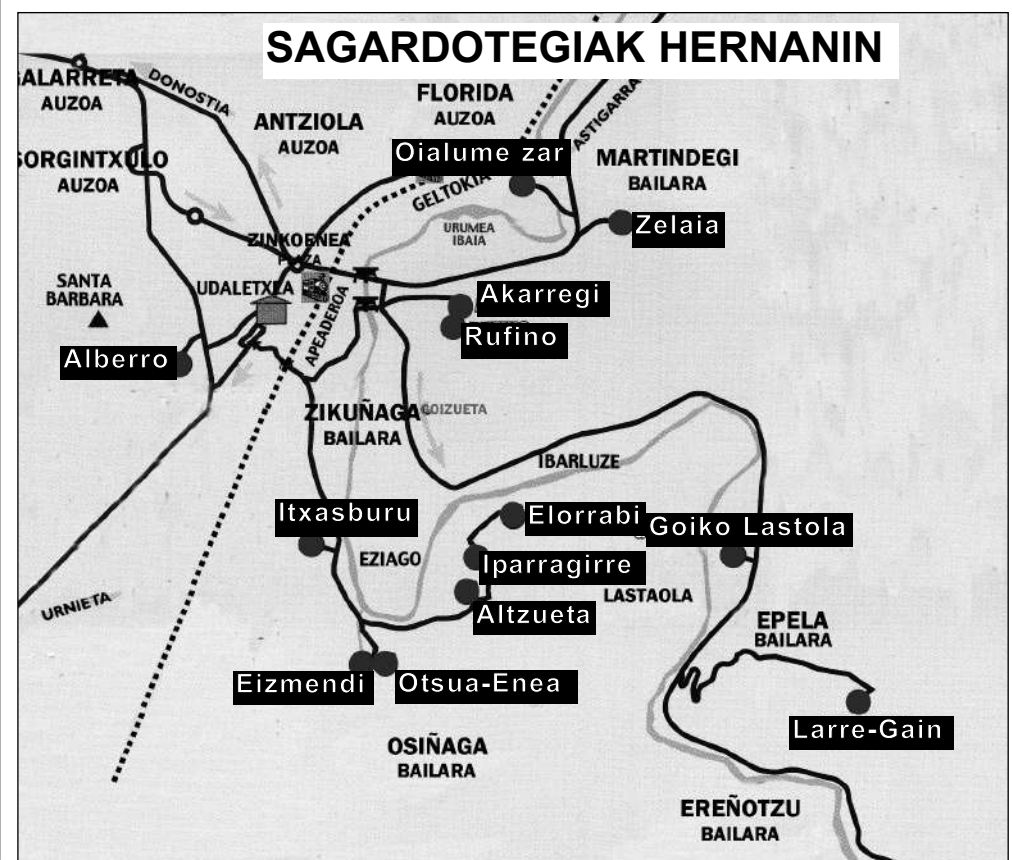 SAGARDOTEGIAK HERNANIN
GALARRETA
AUZOA
DONOSTIA
FLORIDA
AUZOA
ANTZIOLA
AUZOA
ASTIGARRA
SORGINTXULO
AUZOA
Oialume zar
MARTINDEGI
BAILARA
GELTOKIA
Zelaia
URUMEA
IBAIA
ZINKOENEA
PLAZA
SANTA
BARBARA
UDALETXEA
APEADEROA
Akarregi
Rufino
Alberro
ZIKUÑAGA
BAILARA
GOIZUETA
IBARLUZE
Itxasburu
Elorrabi
Goiko Lastola
EZIAGO
Iparragirre
LASTAOLA
Altzueta
URNIETA
EPELA
BAILARA
Eizmendi
Otsua-Enea
Larre-Gain
OSIÑAGA
BAILARA
EREÑOTZU
BAILARA